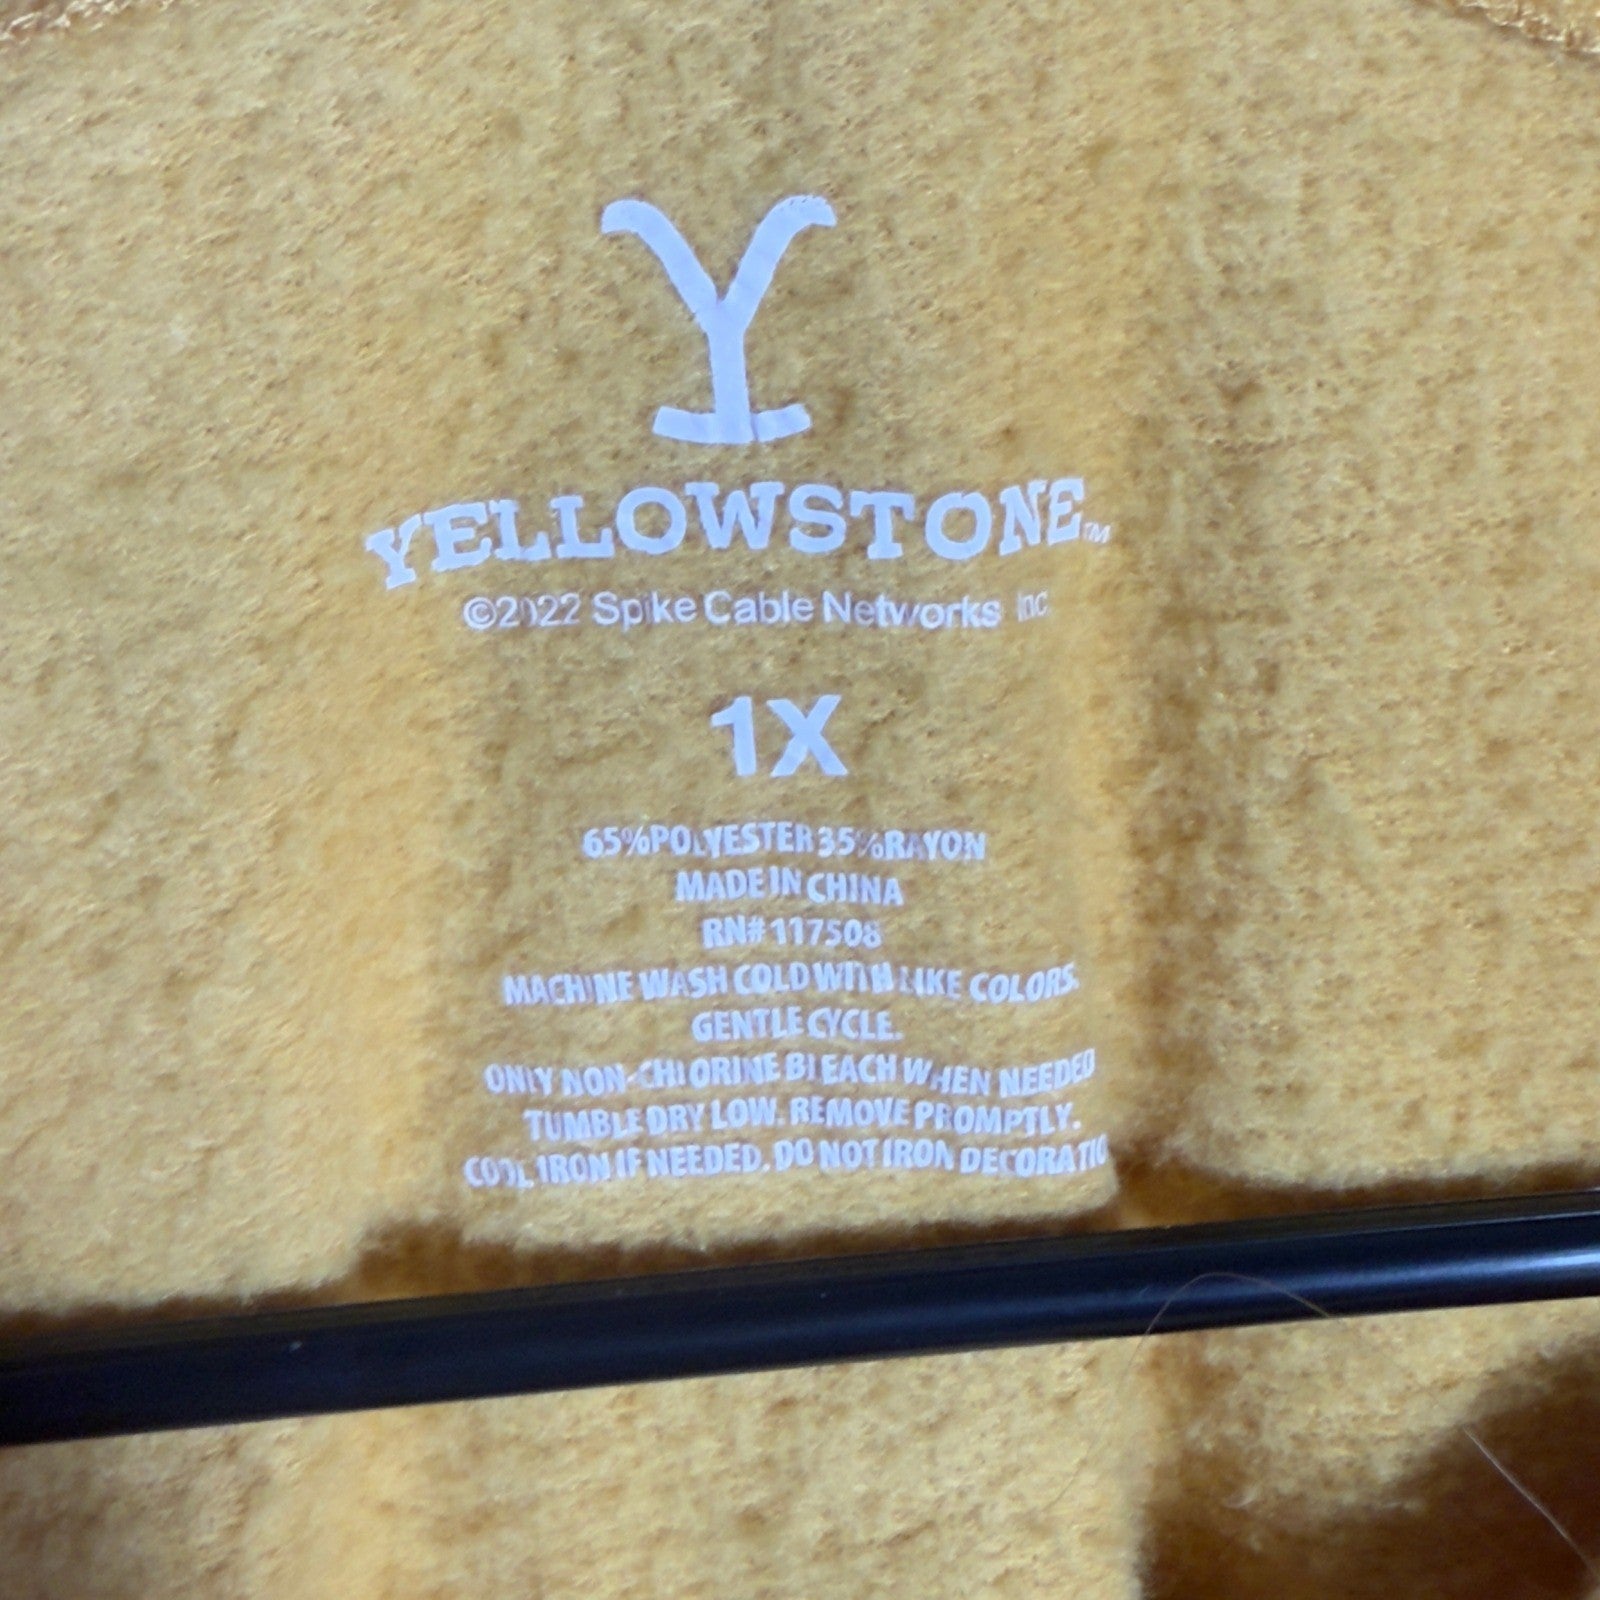 Y
YELLOWSTONE™
©2022 Spike Cable Networks Inc
1X
65%POLYESTER 35%RAYON
MADE IN CHINA
RN# 117508
MACHINE WASH COLD WITH LIKE COLORS.
GENTLE CYCLE.
ONLY NON-CHLORINE BLEACH WHEN NEEDED
TUMBLE DRY LOW. REMOVE PROMPTLY.
COOL IRON IF NEEDED. DO NOT IRON DECORATIO